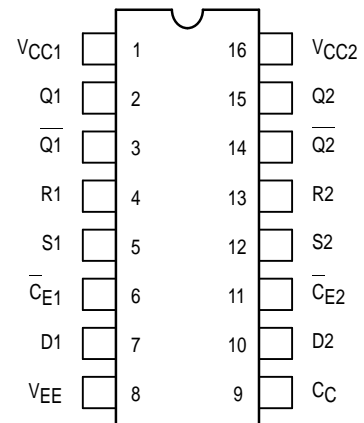 VCC1 1 16 VCC2
Q1 2 15 Q2
Q1 3 14 Q2
R1 4 13 R2
S1 5 12 S2
CE1 6 11 CE2
D1 7 10 D2
VEE 8 9 CC